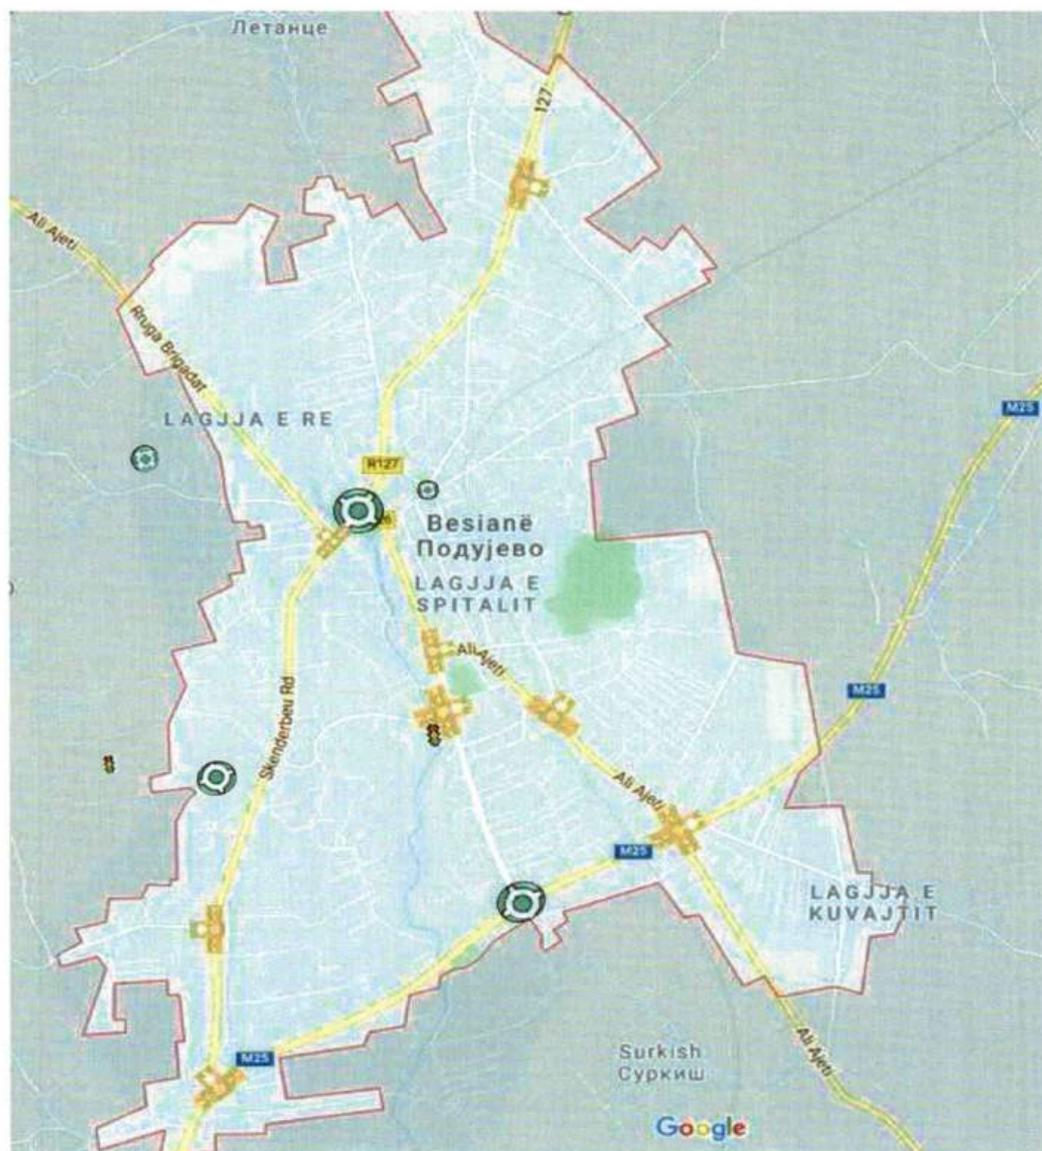 Летанце
127
Ali Ajeti
Rruga Brigadat
LAGJJA E RE
M25
R127
Besianë
Подујево
LAGJJA E
SPITALIT
Ali Ajeti
M25
Skenderbeu Rd
Ali Ajeti
M25
LAGJJA E
KUVAJTIT
M25
Surkish
Суркиш
Ali Ajeti
Google